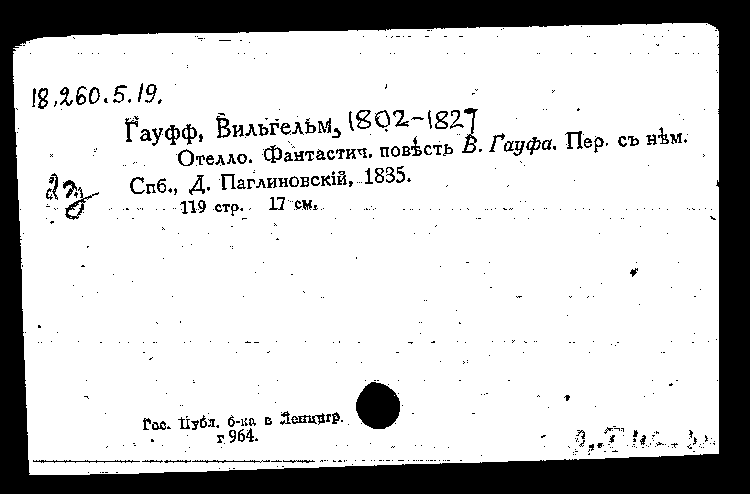 18.260.5.19.
Гауфф, Вильгельм, 1802-1827
Отелло. Фантастич. повѣсть В. Гауфа. Пер. съ нѣм.
Спб., Д. Паглиновскій, 1835.
119 стр. 17 см.
Гос. Публ. б-ка в Ленингр.
г 964.